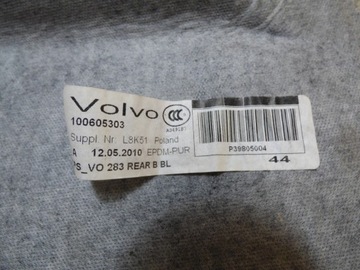 Volvo
100605303
Suppl Nr. L8K51 Poland
A 12.05.2010 EPDM-PUR
PS_VO 283 REAR B BL
P39805004
44